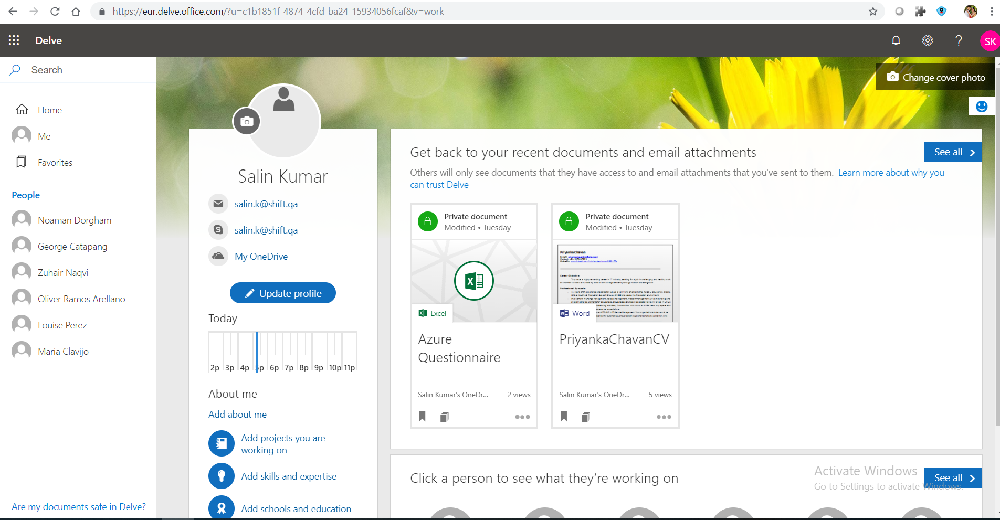 https://eur.delve.office.com/?u=c1b1851f-4874-4cfd-ba24-15934056fcaf&v=work
Delve
SK
Search
Change cover photo
Home
Me
Favorites
People
Noaman Dorgham
George Catapang
Zuhair Naqvi
Oliver Ramos Arellano
Louise Perez
Maria Clavijo
Are my documents safe in Delve?
Salin Kumar
salin.k@shift.qa
salin.k@shift.qa
My OneDrive
Update profile
Today
2p 3p 4p 5p 6p 7p 8p 9p 10p 11p
About me
Add about me
Add projects you are
working on
Add skills and expertise
Add schools and education
Get back to your recent documents and email attachments
See all
Others will only see documents that they have access to and email attachments that you've sent to them. Learn more about why you
can trust Delve
Private document
Modified • Tuesday
Excel
Azure
Questionnaire
Salin Kumar's OneDr... 2 views
Private document
Modified • Tuesday
PriyankaChavan
Career Objective:
Professional Synopsis:
Word
PriyankaChavanCV
Salin Kumar's OneDr... 5 views
Click a person to see what they're working on
See all
Activate Windows
Go to Settings to activate Windows.